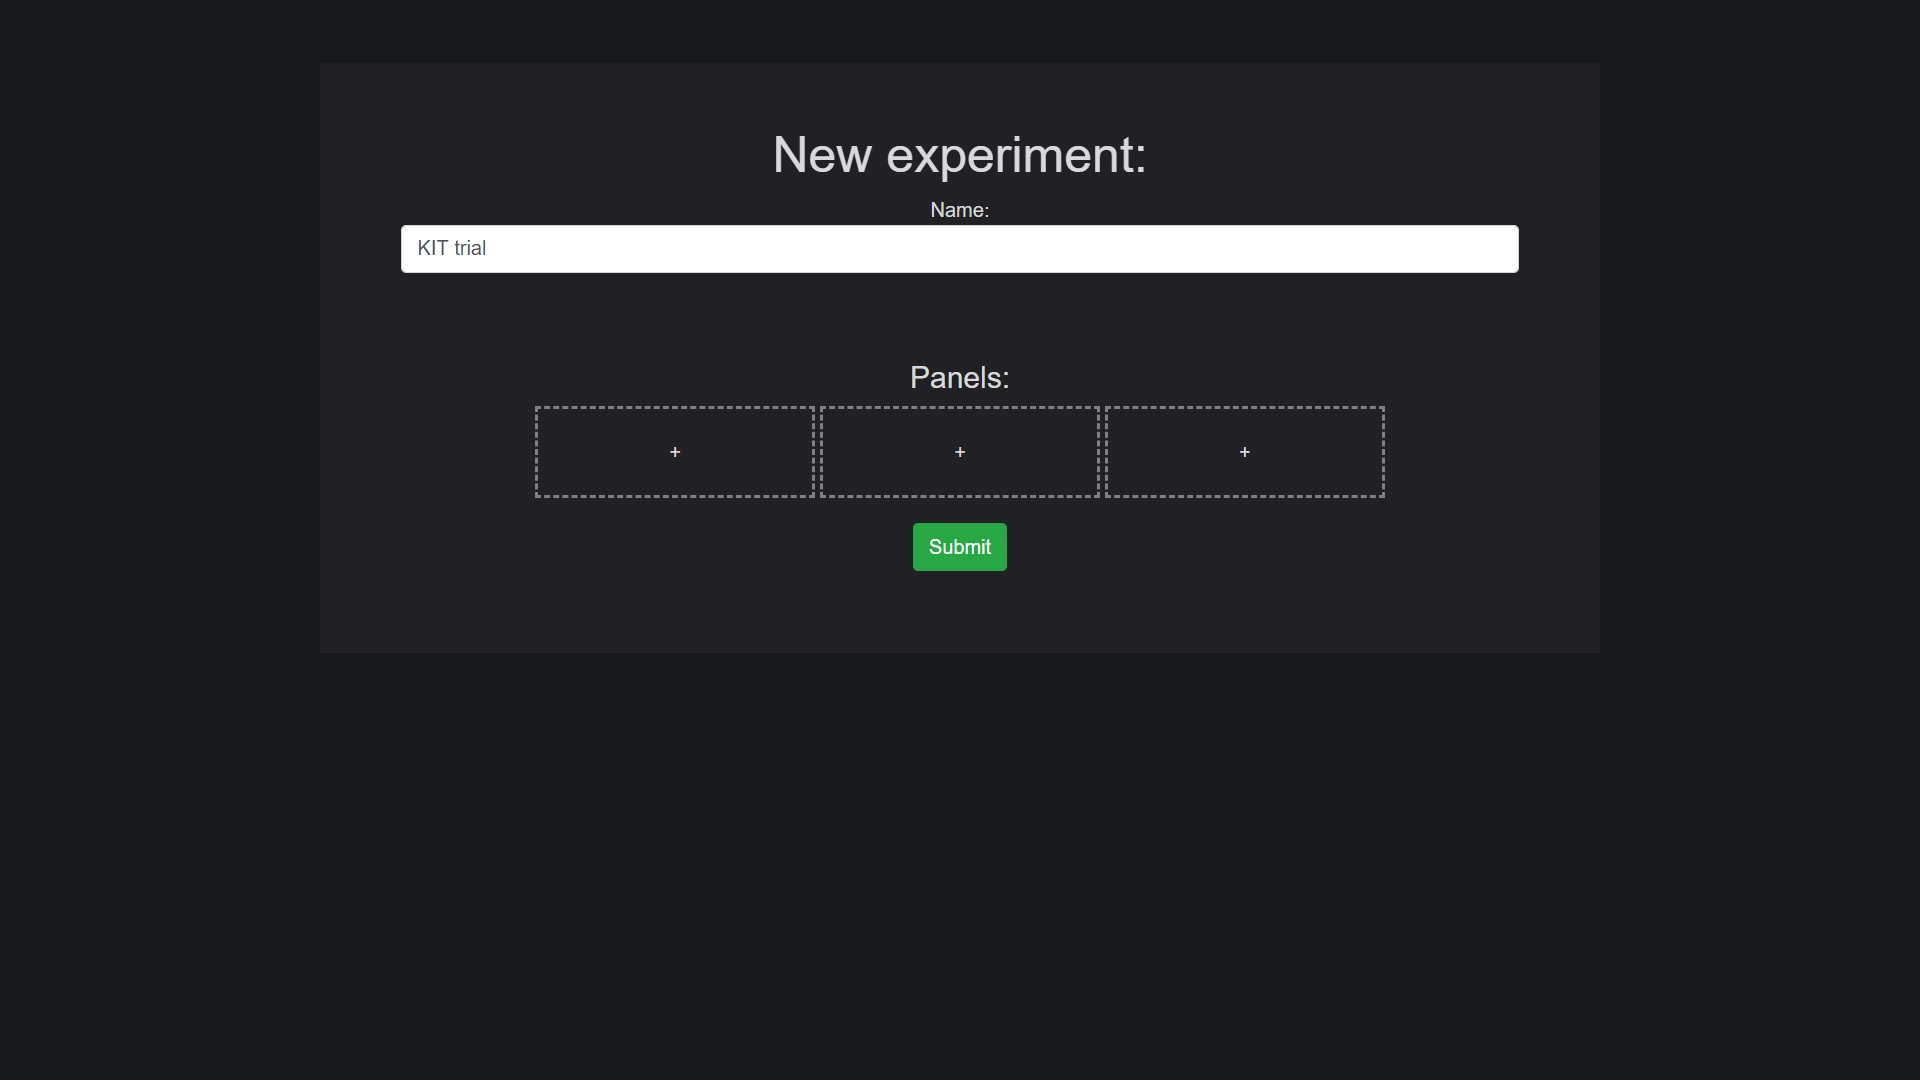 New experiment:
Name:
KIT trial
Panels:
+ + +
Submit